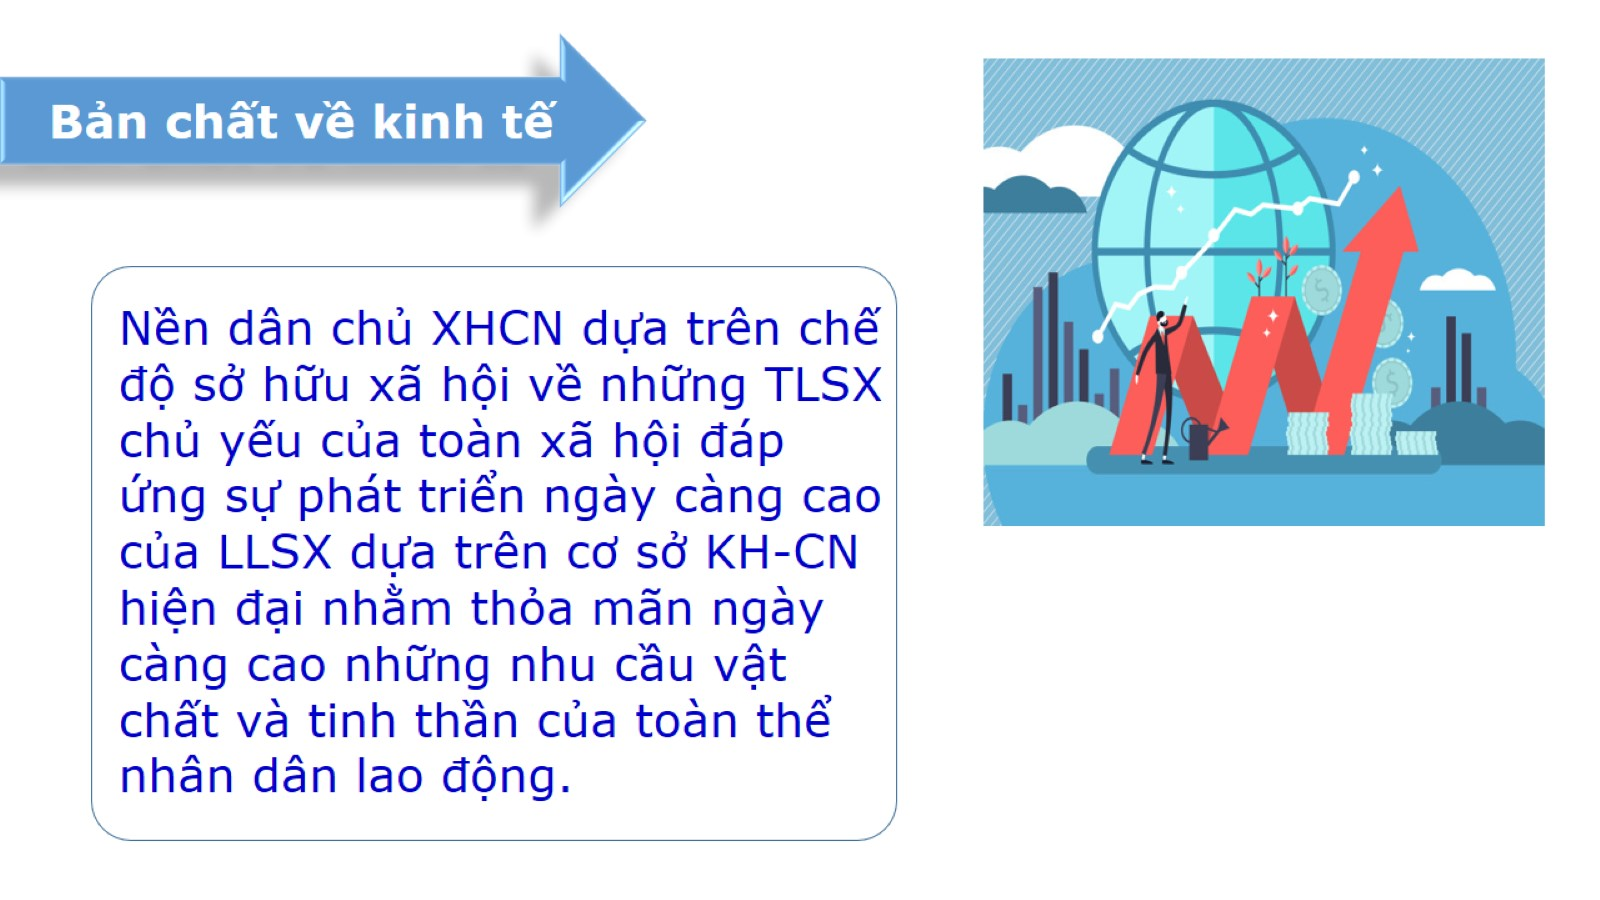 Bản chất về kinh tế
Nền dân chủ XHCN dựa trên chế
độ sở hữu xã hội về những TLSX
chủ yếu của toàn xã hội đáp
ứng sự phát triển ngày càng cao
của LLSX dựa trên cơ sở KH-CN
hiện đại nhằm thỏa mãn ngày
càng cao những nhu cầu vật
chất và tinh thần của toàn thể
nhân dân lao động.